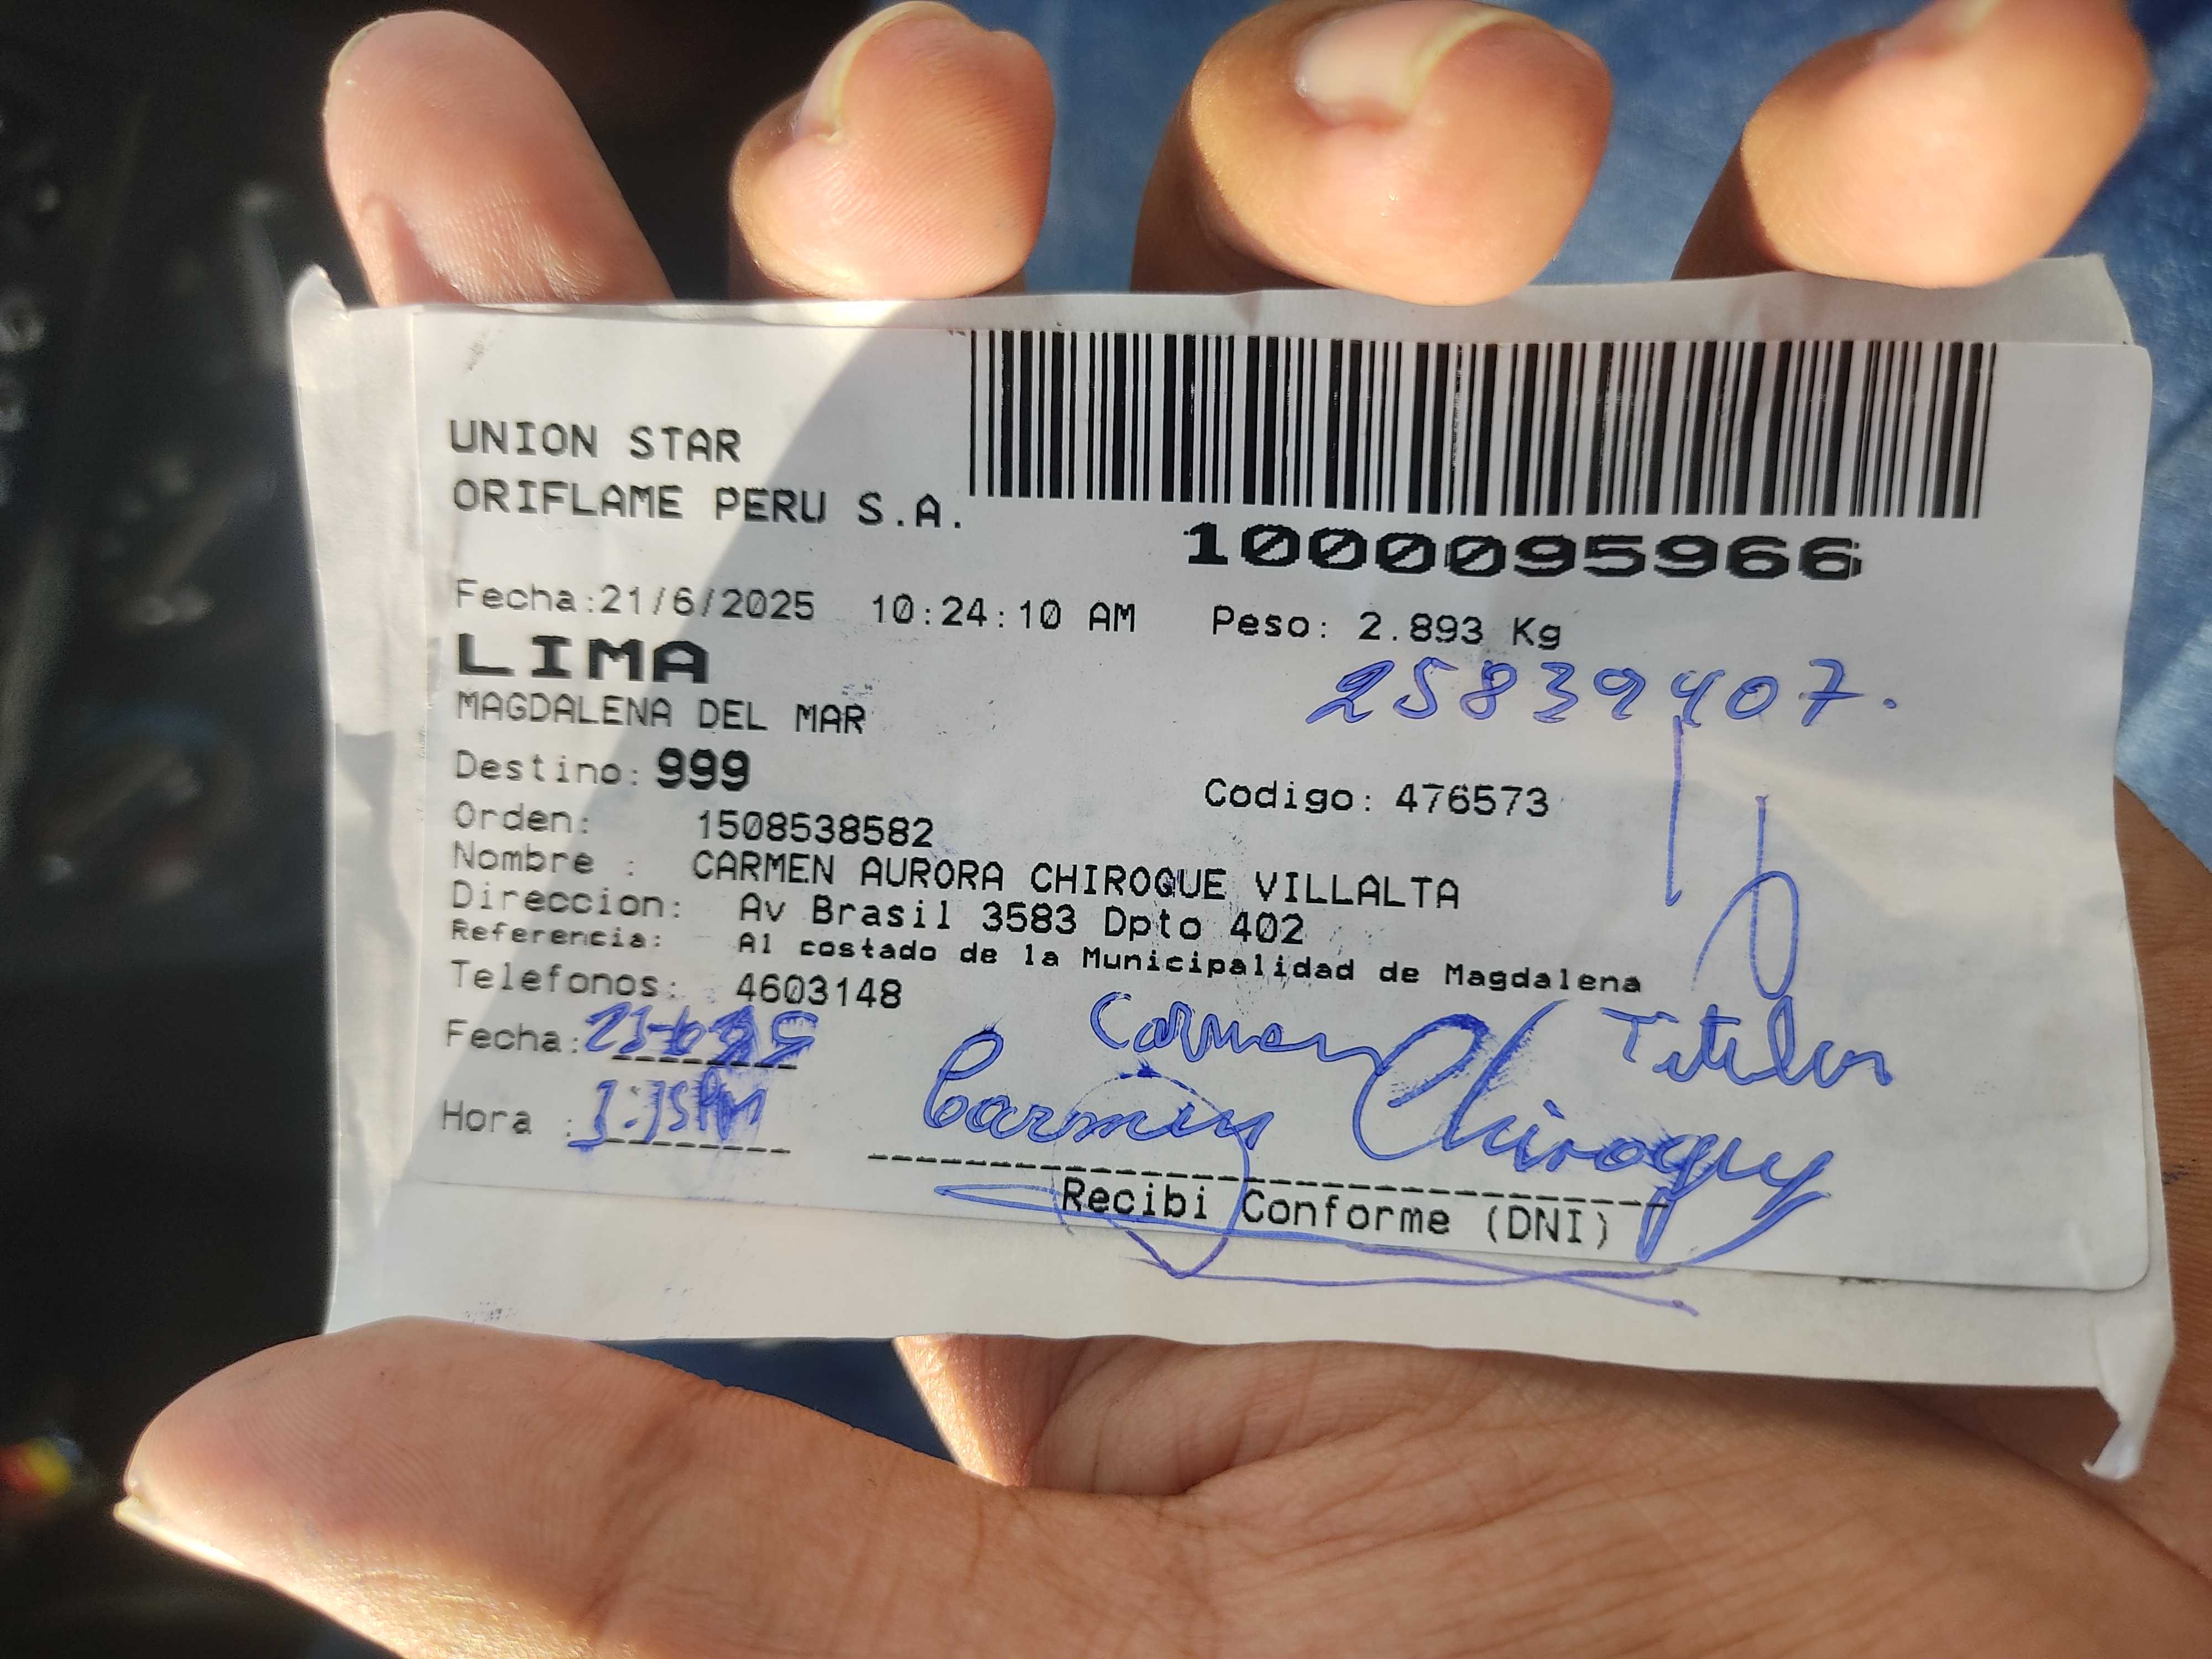 UNION STAR
ORIFLAME PERU S.A.
1000095966
Fecha:21/6/2025 10:24:10 AM Peso: 2.893 Kg
LIMA
25839407.
MAGDALENA DEL MAR
Destino: 999
Codigo: 476573
Orden: 1508538582
Nombre : CARMEN AURORA CHIROQUE VILLALTA
Direccion: Av Brasil 3583 Dpto 402
Referencia: Al costado de la Municipalidad de Magdalena
Telefonos: 4603148
Carmen Titular
Fecha:
Carmen Chiroque
Hora :
Recibi Conforme (DNI)